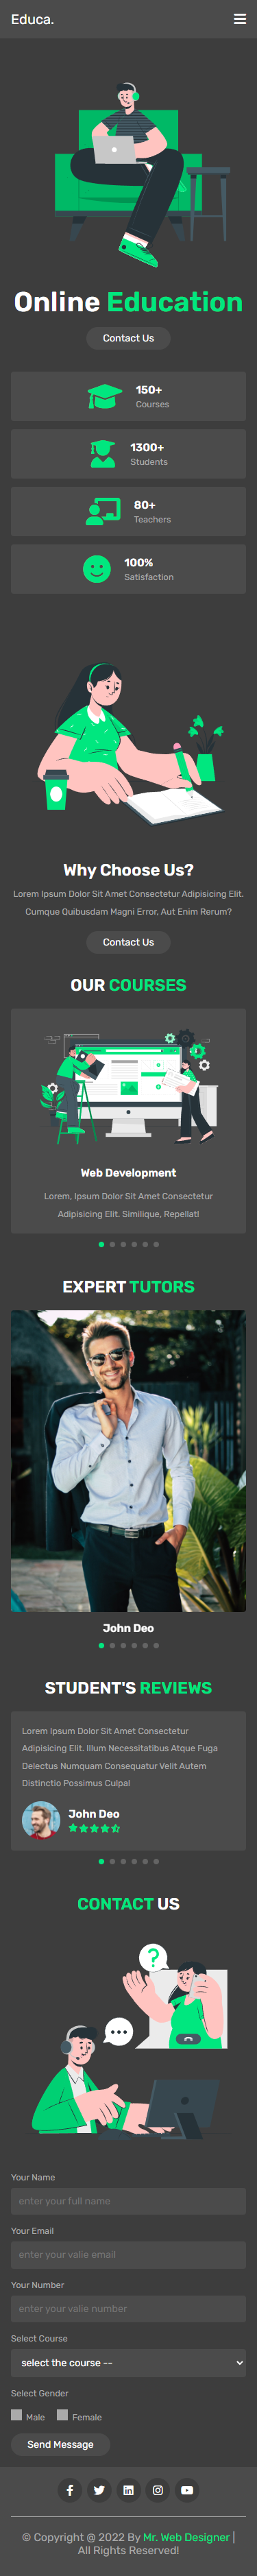 Educa.
Online Education
Contact Us
150+
Courses
1300+
Students
80+
Teachers
100%
Satisfaction
Why Choose Us?
Lorem Ipsum Dolor Sit Amet Consectetur Adipisicing Elit.
Cumque Quibusdam Magni Error, Aut Enim Rerum?
Contact Us
OUR COURSES
Web Development
Lorem, Ipsum Dolor Sit Amet Consectetur
Adipisicing Elit. Similique, Repellat!
EXPERT TUTORS
John Deo
STUDENT'S REVIEWS
Lorem Ipsum Dolor Sit Amet Consectetur
Adipisicing Elit. Illum Necessitatibus Atque Fuga
Delectus Numquam Consequatur Velit Autem
Distinctio Possimus Culpa!
John Deo
CONTACT US
Your Name
enter your full name
Your Email
enter your valie email
Your Number
enter your valie number
Select Course
select the course --
Select Gender
Male Female
Send Message
© Copyright @ 2022 By Mr. Web Designer |
All Rights Reserved!